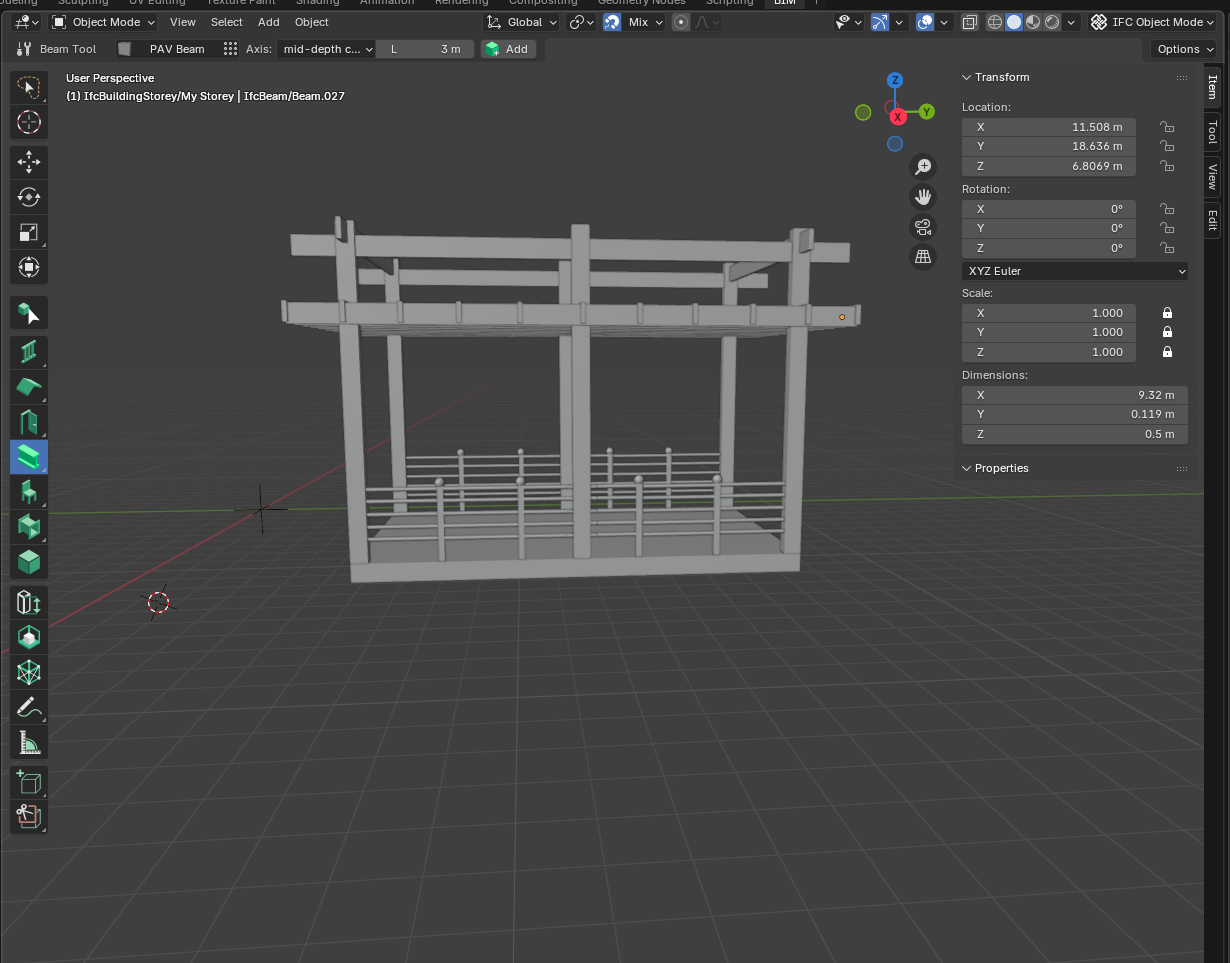 Sculpting UV Editing Texture Paint Shading Animation Rendering Compositing Geometry Nodes Scripting BIM +
Object Mode View Select Add Object Global Mix IFC Object Mode
Beam Tool PAV Beam Axis: mid-depth c... L 3 m Add Options
User Perspective
(1) IfcBuildingStorey/My Storey | IfcBeam/Beam.027
Z
Y
X
Transform
Location:
X 11.508 m
Y 18.636 m
Z 6.8069 m
Rotation:
X 0°
Y 0°
Z 0°
XYZ Euler
Scale:
X 1.000
Y 1.000
Z 1.000
Dimensions:
X 9.32 m
Y 0.119 m
Z 0.5 m
Properties
Item
Tool
View
Edit